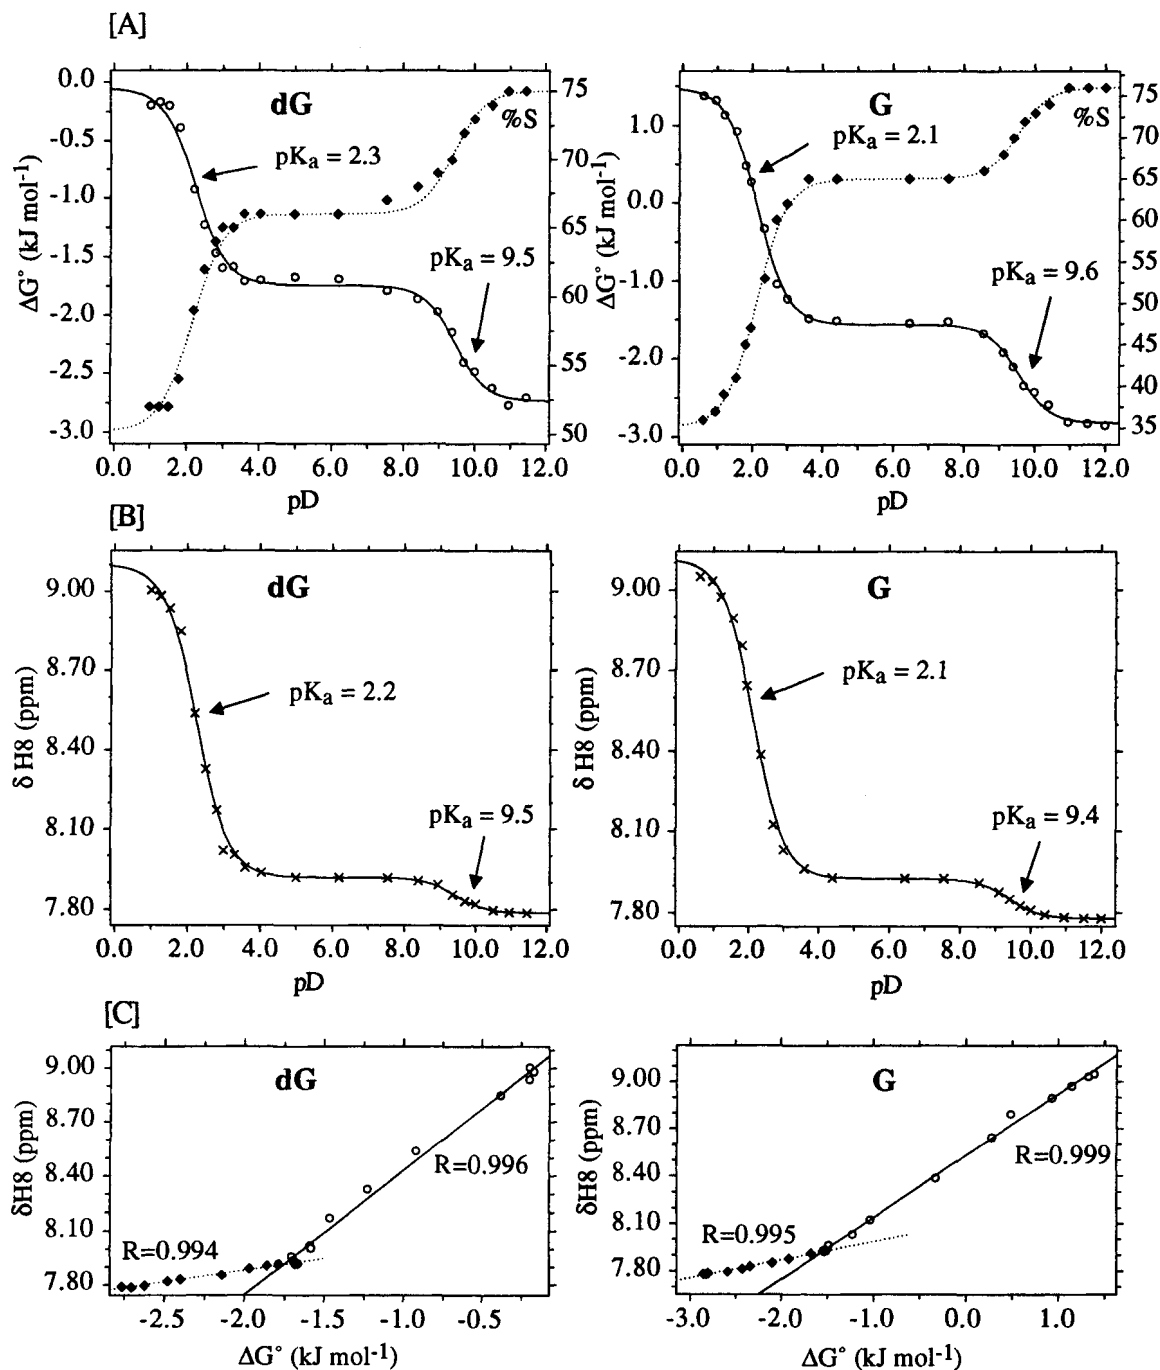 [A]
0.0
-0.5
-1.0
-1.5
-2.0
-2.5
-3.0
ΔG° (kJ mol-1)
dG
%S
pKa = 2.3
pKa = 9.5
75
70
65
60
55
50
0.0 2.0 4.0 6.0 8.0 10.0 12.0
pD
1.0
0.0
-1.0
-2.0
-3.0
ΔG° (kJ mol-1)
G
%S
pKa = 2.1
pKa = 9.6
75
70
65
60
55
50
45
40
35
0.0 2.0 4.0 6.0 8.0 10.0 12.0
pD
[B]
9.00
8.70
8.40
8.10
7.80
δ H8 (ppm)
dG
pKa = 2.2
pKa = 9.5
0.0 2.0 4.0 6.0 8.0 10.0 12.0
pD
9.00
8.70
8.40
8.10
7.80
δ H8 (ppm)
G
pKa = 2.1
pKa = 9.4
0.0 2.0 4.0 6.0 8.0 10.0 12.0
pD
[C]
9.00
8.70
8.40
8.10
7.80
δH8 (ppm)
dG
R=0.996
R=0.994
-2.5 -2.0 -1.5 -1.0 -0.5
ΔG° (kJ mol-1)
9.00
8.70
8.40
8.10
7.80
δH8 (ppm)
G
R=0.999
R=0.995
-3.0 -2.0 -1.0 0.0 1.0
ΔG° (kJ mol-1)